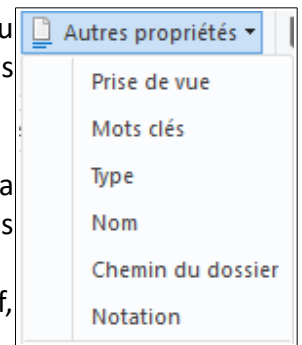 u
Autres propriétés
s
Prise de vue
Mots clés
Type
a
Nom
s
Chemin du dossier
f,
Notation